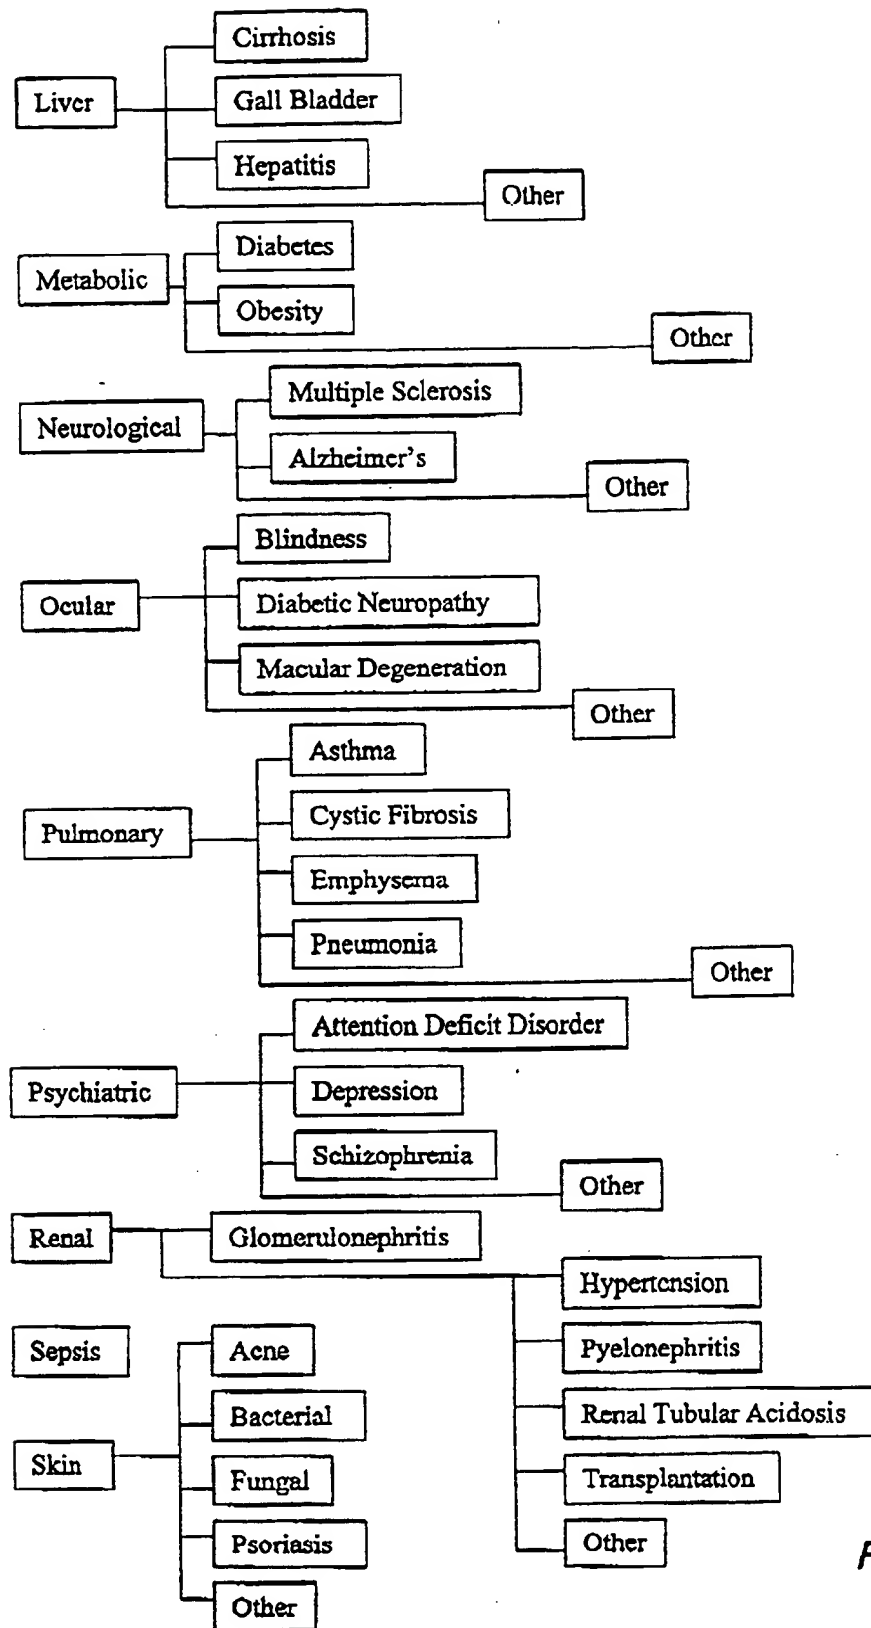 Cirrhosis
Liver
Gall Bladder
Hepatitis
Other
Diabetes
Metabolic
Obesity
Other
Multiple Sclerosis
Neurological
Alzheimer's
Other
Blindness
Ocular
Diabetic Neuropathy
Macular Degeneration
Other
Asthma
Cystic Fibrosis
Pulmonary
Emphysema
Pneumonia
Other
Attention Deficit Disorder
Psychiatric
Depression
Schizophrenia
Other
Renal
Glomerulonephritis
Hypertension
Pyelonephritis
Renal Tubular Acidosis
Transplantation
Other
Sepsis
Skin
Acne
Bacterial
Fungal
Psoriasis
Other